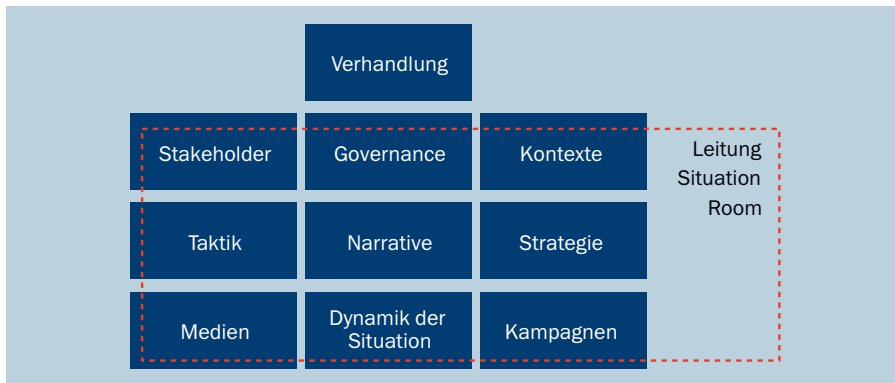 Verhandlung
Stakeholder
Governance
Kontexte
Leitung
Situation
Room
Taktik
Narrative
Strategie
Medien
Dynamik der
Situation
Kampagnen